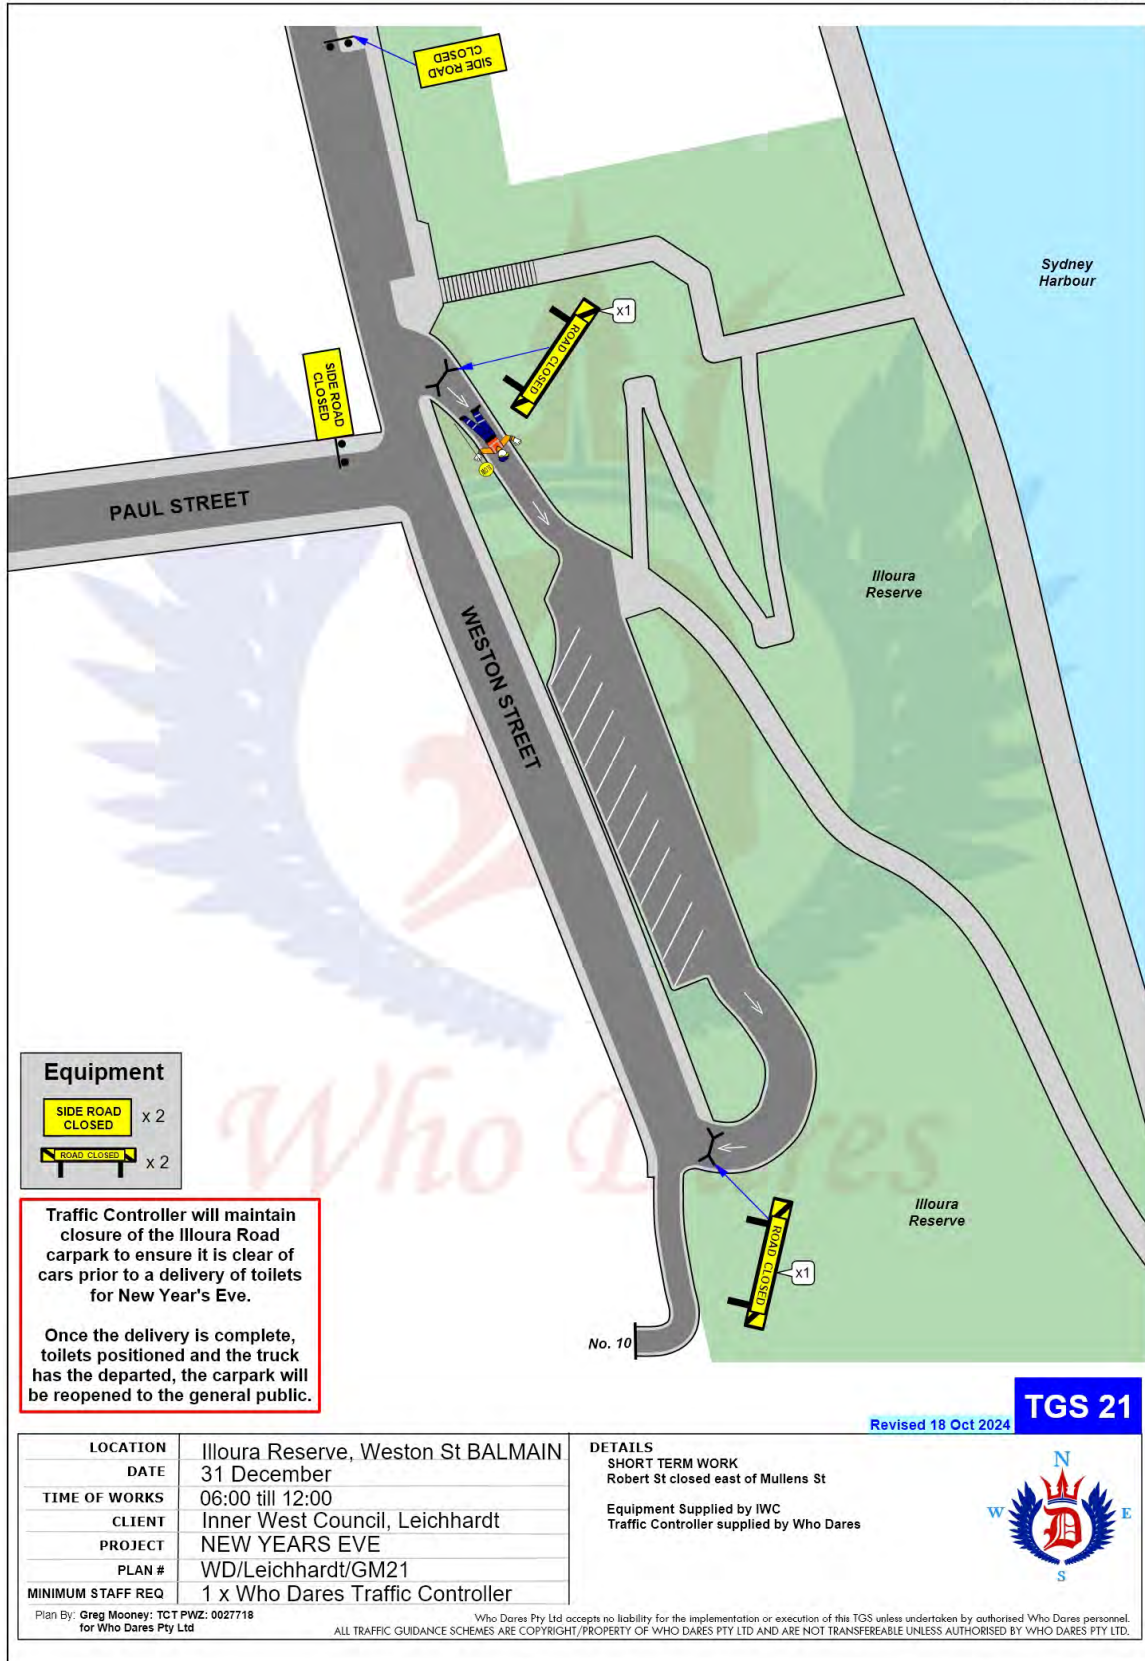 SIDE ROAD
CLOSED
Sydney
Harbour
x1
ROAD CLOSED
SIDE ROAD
CLOSED
PAUL STREET
WESTON STREET
Illoura
Reserve
Who Dares
Equipment
SIDE ROAD
CLOSED
x 2
ROAD CLOSED
x 2
Illoura
Reserve
ROAD CLOSED
x1
No. 10
Traffic Controller will maintain
closure of the Illoura Road
carpark to ensure it is clear of
cars prior to a delivery of toilets
for New Year's Eve.
Once the delivery is complete,
toilets positioned and the truck
has the departed, the carpark will
be reopened to the general public.
TGS 21
Revised 18 Oct 2024
LOCATION Illoura Reserve, Weston St BALMAIN
DATE 31 December
TIME OF WORKS 06:00 till 12:00
CLIENT Inner West Council, Leichhardt
PROJECT NEW YEARS EVE
PLAN # WD/Leichhardt/GM21
MINIMUM STAFF REQ 1 x Who Dares Traffic Controller
DETAILS
SHORT TERM WORK
Robert St closed east of Mullens St
Equipment Supplied by IWC
Traffic Controller supplied by Who Dares
N
W
E
D
S
Plan By: Greg Mooney: TCT PWZ: 0027718
for Who Dares Pty Ltd
Who Dares Pty Ltd accepts no liability for the implementation or execution of this TGS unless undertaken by authorised Who Dares personnel.
ALL TRAFFIC GUIDANCE SCHEMES ARE COPYRIGHT/PROPERTY OF WHO DARES PTY LTD AND ARE NOT TRANSFEREABLE UNLESS AUTHORISED BY WHO DARES PTY LTD.